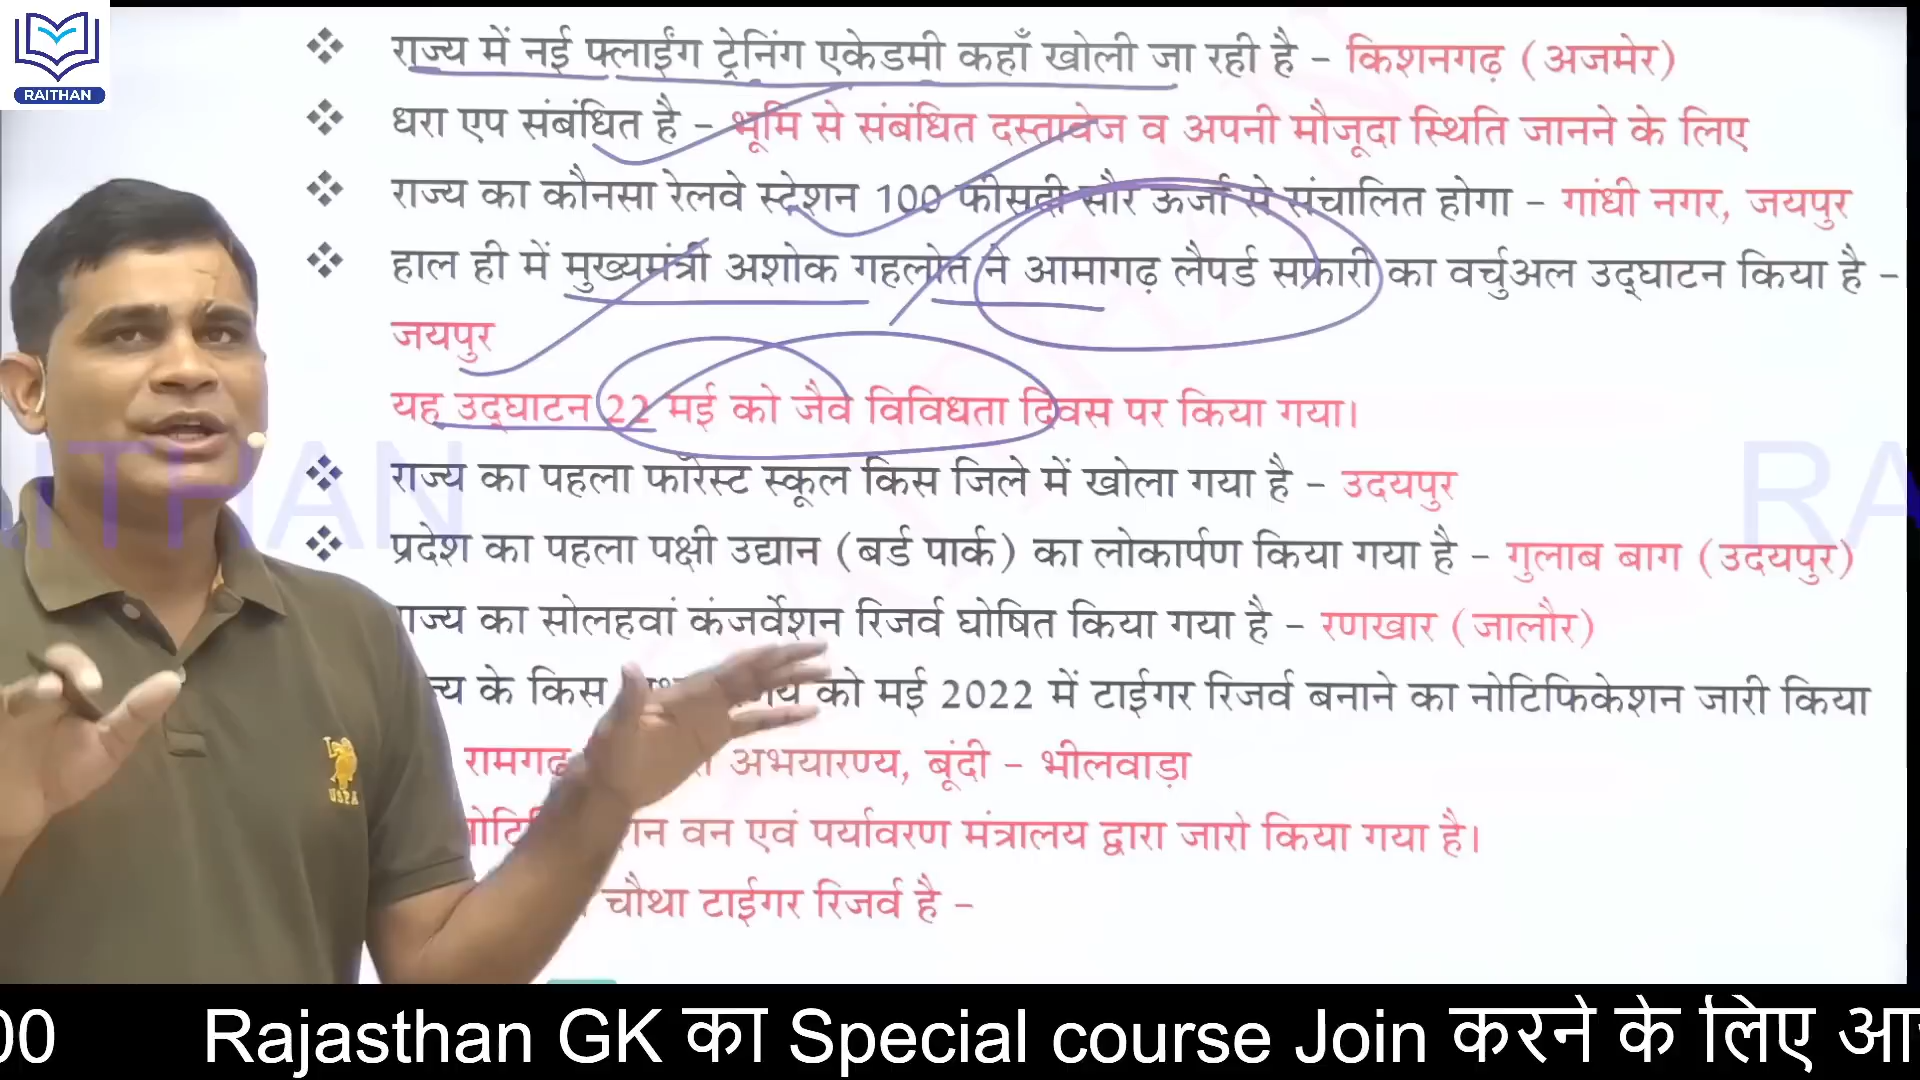 RAITHAN
❖ राज्य में नई फ्लाईंग ट्रेनिंग एकेडमी कहाँ खोली जा रही है – किशनगढ़ (अजमेर)
❖ धरा एप संबंधित है – भूमि से संबंधित दस्तावेज व अपनी मौजूदा स्थिति जानने के लिए
❖ राज्य का कौनसा रेलवे स्टेशन 100 फीसदी सौर ऊर्जा से संचालित होगा – गांधी नगर, जयपुर
❖ हाल ही में मुख्यमंत्री अशोक गहलोत ने आमागढ़ लैपर्ड सफारी का वर्चुअल उद्घाटन किया है –
जयपुर
यह उद्घाटन 22 मई को जैव विविधता दिवस पर किया गया।
❖ राज्य का पहला फॉरेस्ट स्कूल किस जिले में खोला गया है – उदयपुर
❖ प्रदेश का पहला पक्षी उद्यान (बर्ड पार्क) का लोकार्पण किया गया है – गुलाब बाग (उदयपुर)
का सोलहवां कंजर्वेशन रिजर्व घोषित किया गया है – रणखार (जालौर)
के किस को मई 2022 में टाईगर रिजर्व बनाने का नोटिफिकेशन जारी किया
रामगढ़ अभयारण्य, बूंदी – भीलवाड़ा
वन एवं पर्यावरण मंत्रालय द्वारा जारी किया गया है।
चौथा टाईगर रिजर्व है –
USPA
00 Rajasthan GK का Special course Join करने के लिए